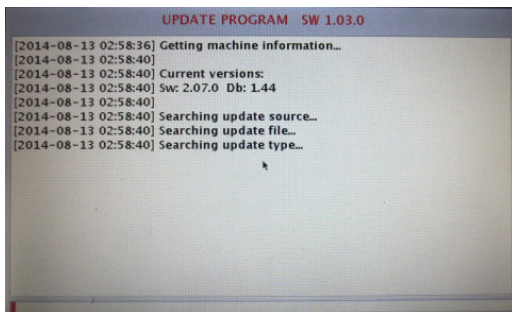 UPDATE PROGRAM SW 1.03.0
[2014-08-13 02:58:36] Getting machine information...
[2014-08-13 02:58:40]
[2014-08-13 02:58:40] Current versions:
[2014-08-13 02:58:40] Sw: 2.07.0 Db: 1.44
[2014-08-13 02:58:40]
[2014-08-13 02:58:40] Searching update source...
[2014-08-13 02:58:40] Searching update file...
[2014-08-13 02:58:40] Searching update type...